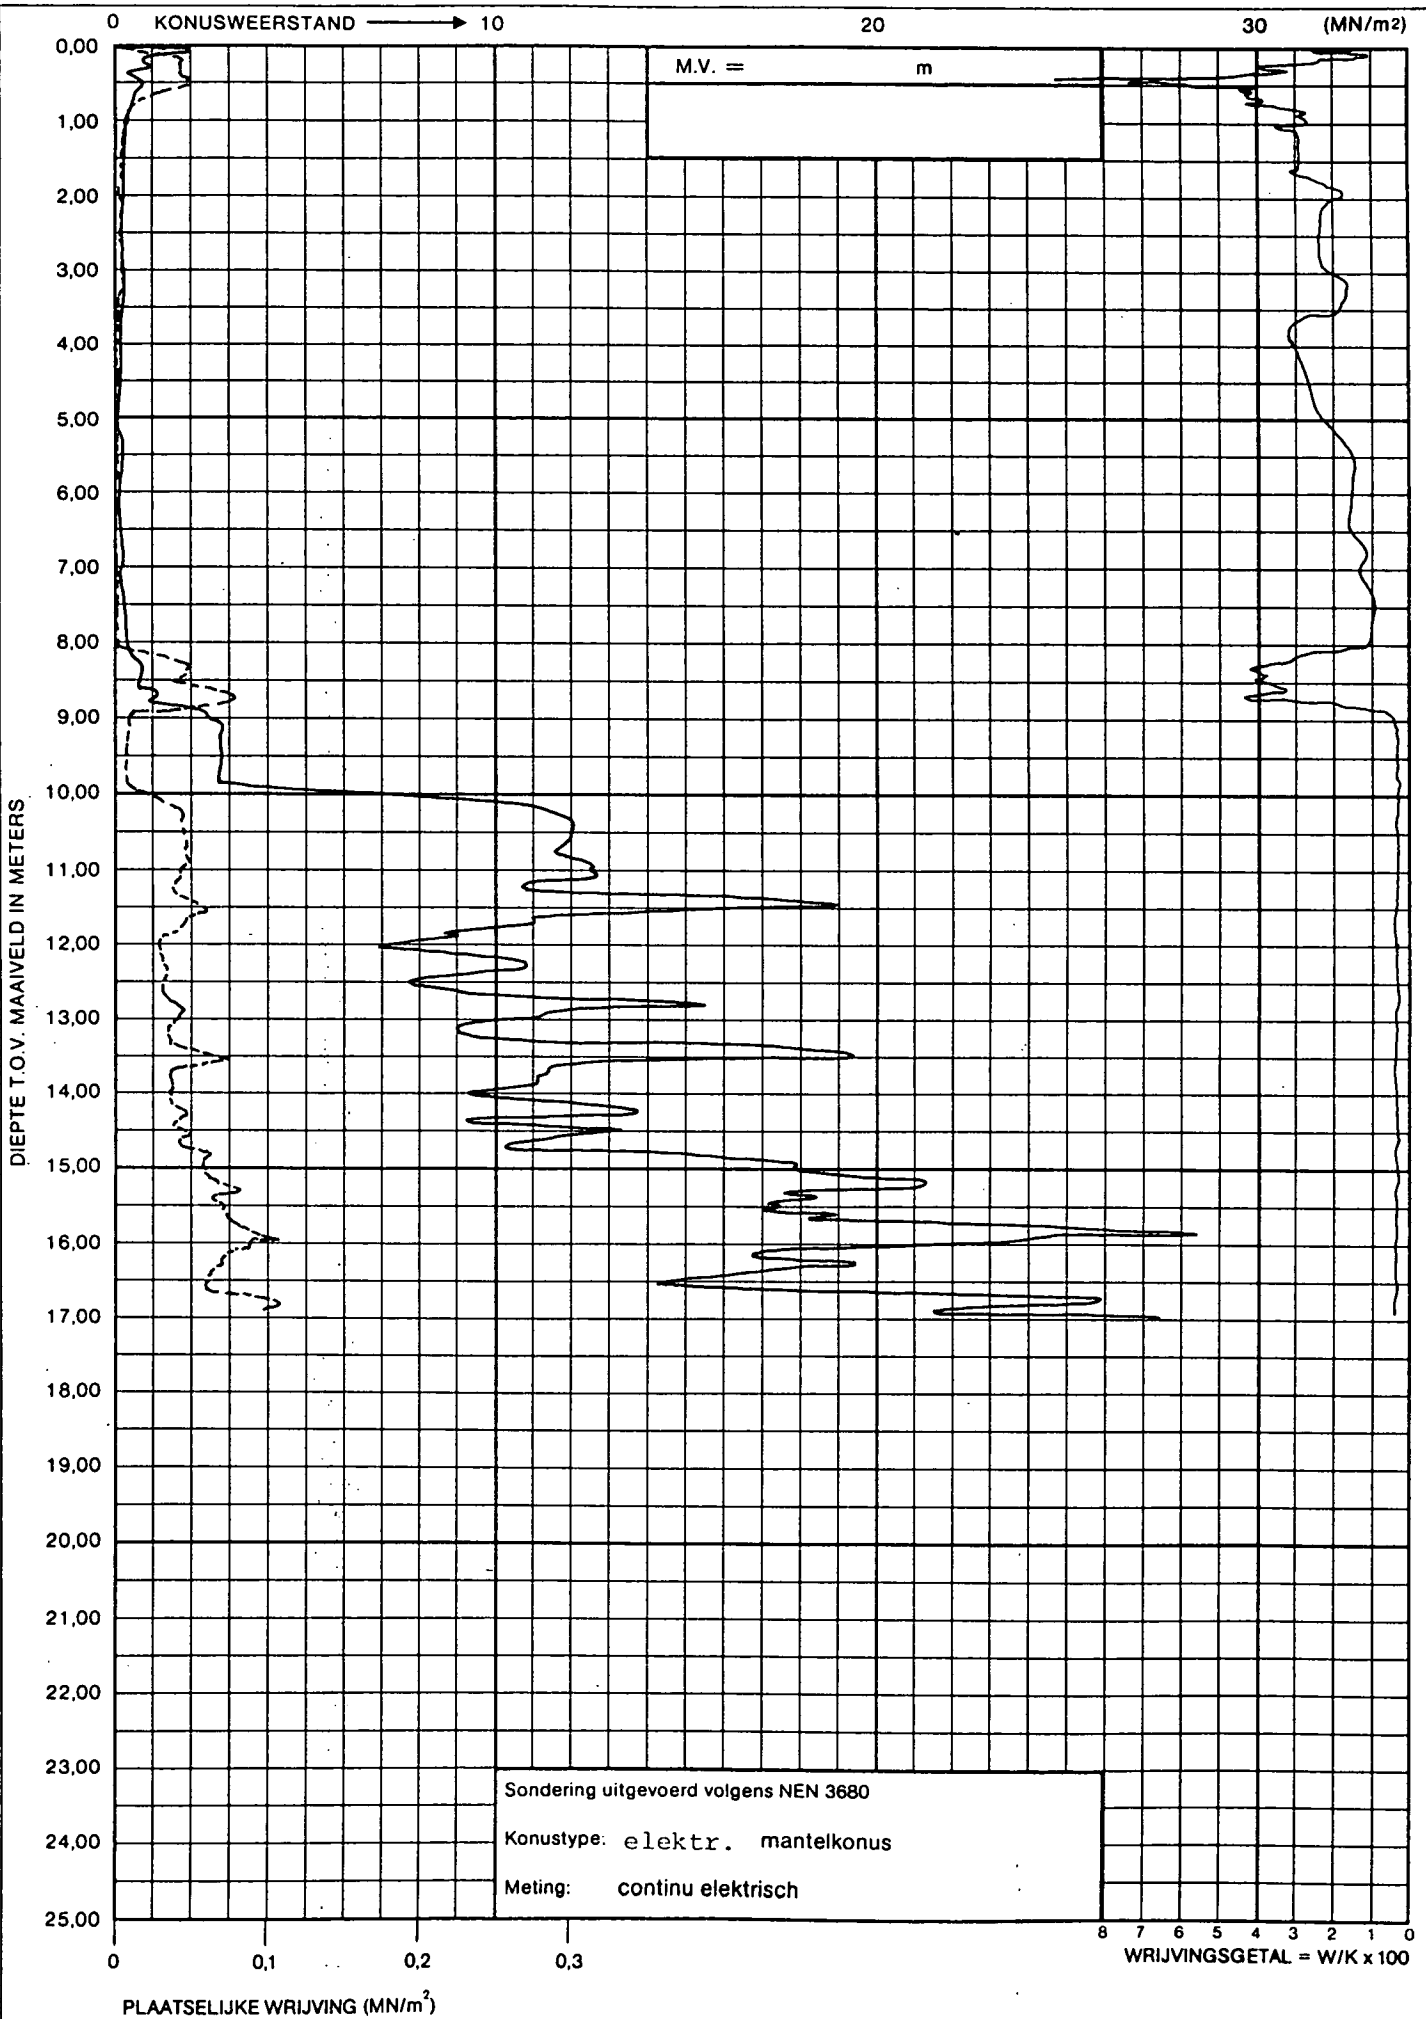 0 KONUSWEERSTAND 10 20 30 (MN/m2)
M.V. = m
0,00
1,00
2,00
3,00
4,00
5,00
6,00
7,00
8,00
9,00
10,00
11,00
12,00
13,00
14,00
15,00
16,00
17,00
18,00
19,00
20,00
21,00
22,00
23,00
24,00
25,00
DIEPTE T.O.V. MAAIVELD IN METERS
Sondering uitgevoerd volgens NEN 3680
Konustype: elektr. mantelkonus
Meting: continu elektrisch
8 7 6 5 4 3 2 1 0
WRIJVINGSGETAL = W/K x 100
0 0,1 0,2 0,3
PLAATSELIJKE WRIJVING (MN/m²)